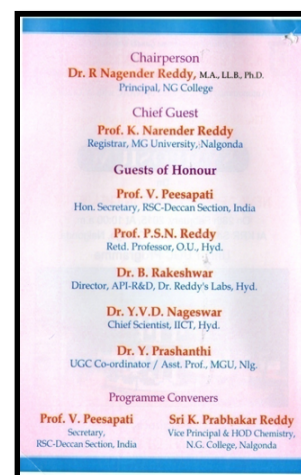 Chairperson
Dr. R Nagender Reddy, M.A., LL.B., Ph.D.
Principal, NG College
Chief Guest
Prof. K. Narender Reddy
Registrar, MG University, Nalgonda
Guests of Honour
Prof. V. Peesapati
Hon. Secretary, RSC-Deccan Section, India
Prof. P.S.N. Reddy
Retd. Professor, O.U., Hyd.
Dr. B. Rakeshwar
Director, API-R&D, Dr. Reddy's Labs, Hyd.
Dr. Y.V.D. Nageswar
Chief Scientist, IICT, Hyd.
Dr. Y. Prashanthi
UGC Co-ordinator / Asst. Prof., MGU, Nlg.
Programme Conveners
Prof. V. Peesapati
Secretary,
RSC-Deccan Section, India
Sri K. Prabhakar Reddy
Vice Principal & HOD Chemistry,
N.G. College, Nalgonda